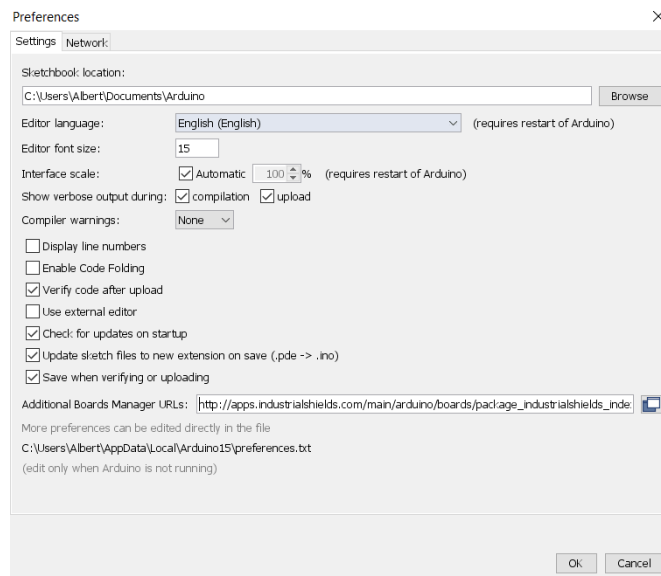 Preferences
Settings Network
Sketchbook location:
C:\Users\Albert\Documents\Arduino Browse
Editor language: English (English) (requires restart of Arduino)
Editor font size: 15
Interface scale: Automatic 100 % (requires restart of Arduino)
Show verbose output during: compilation upload
Compiler warnings: None
Display line numbers
Enable Code Folding
Verify code after upload
Use external editor
Check for updates on startup
Update sketch files to new extension on save (.pde -> .ino)
Save when verifying or uploading
Additional Boards Manager URLs: http://apps.industrialshields.com/main/arduino/boards/package_industrialshields_inde
More preferences can be edited directly in the file
C:\Users\Albert\AppData\Local\Arduino15\preferences.txt
(edit only when Arduino is not running)
OK Cancel